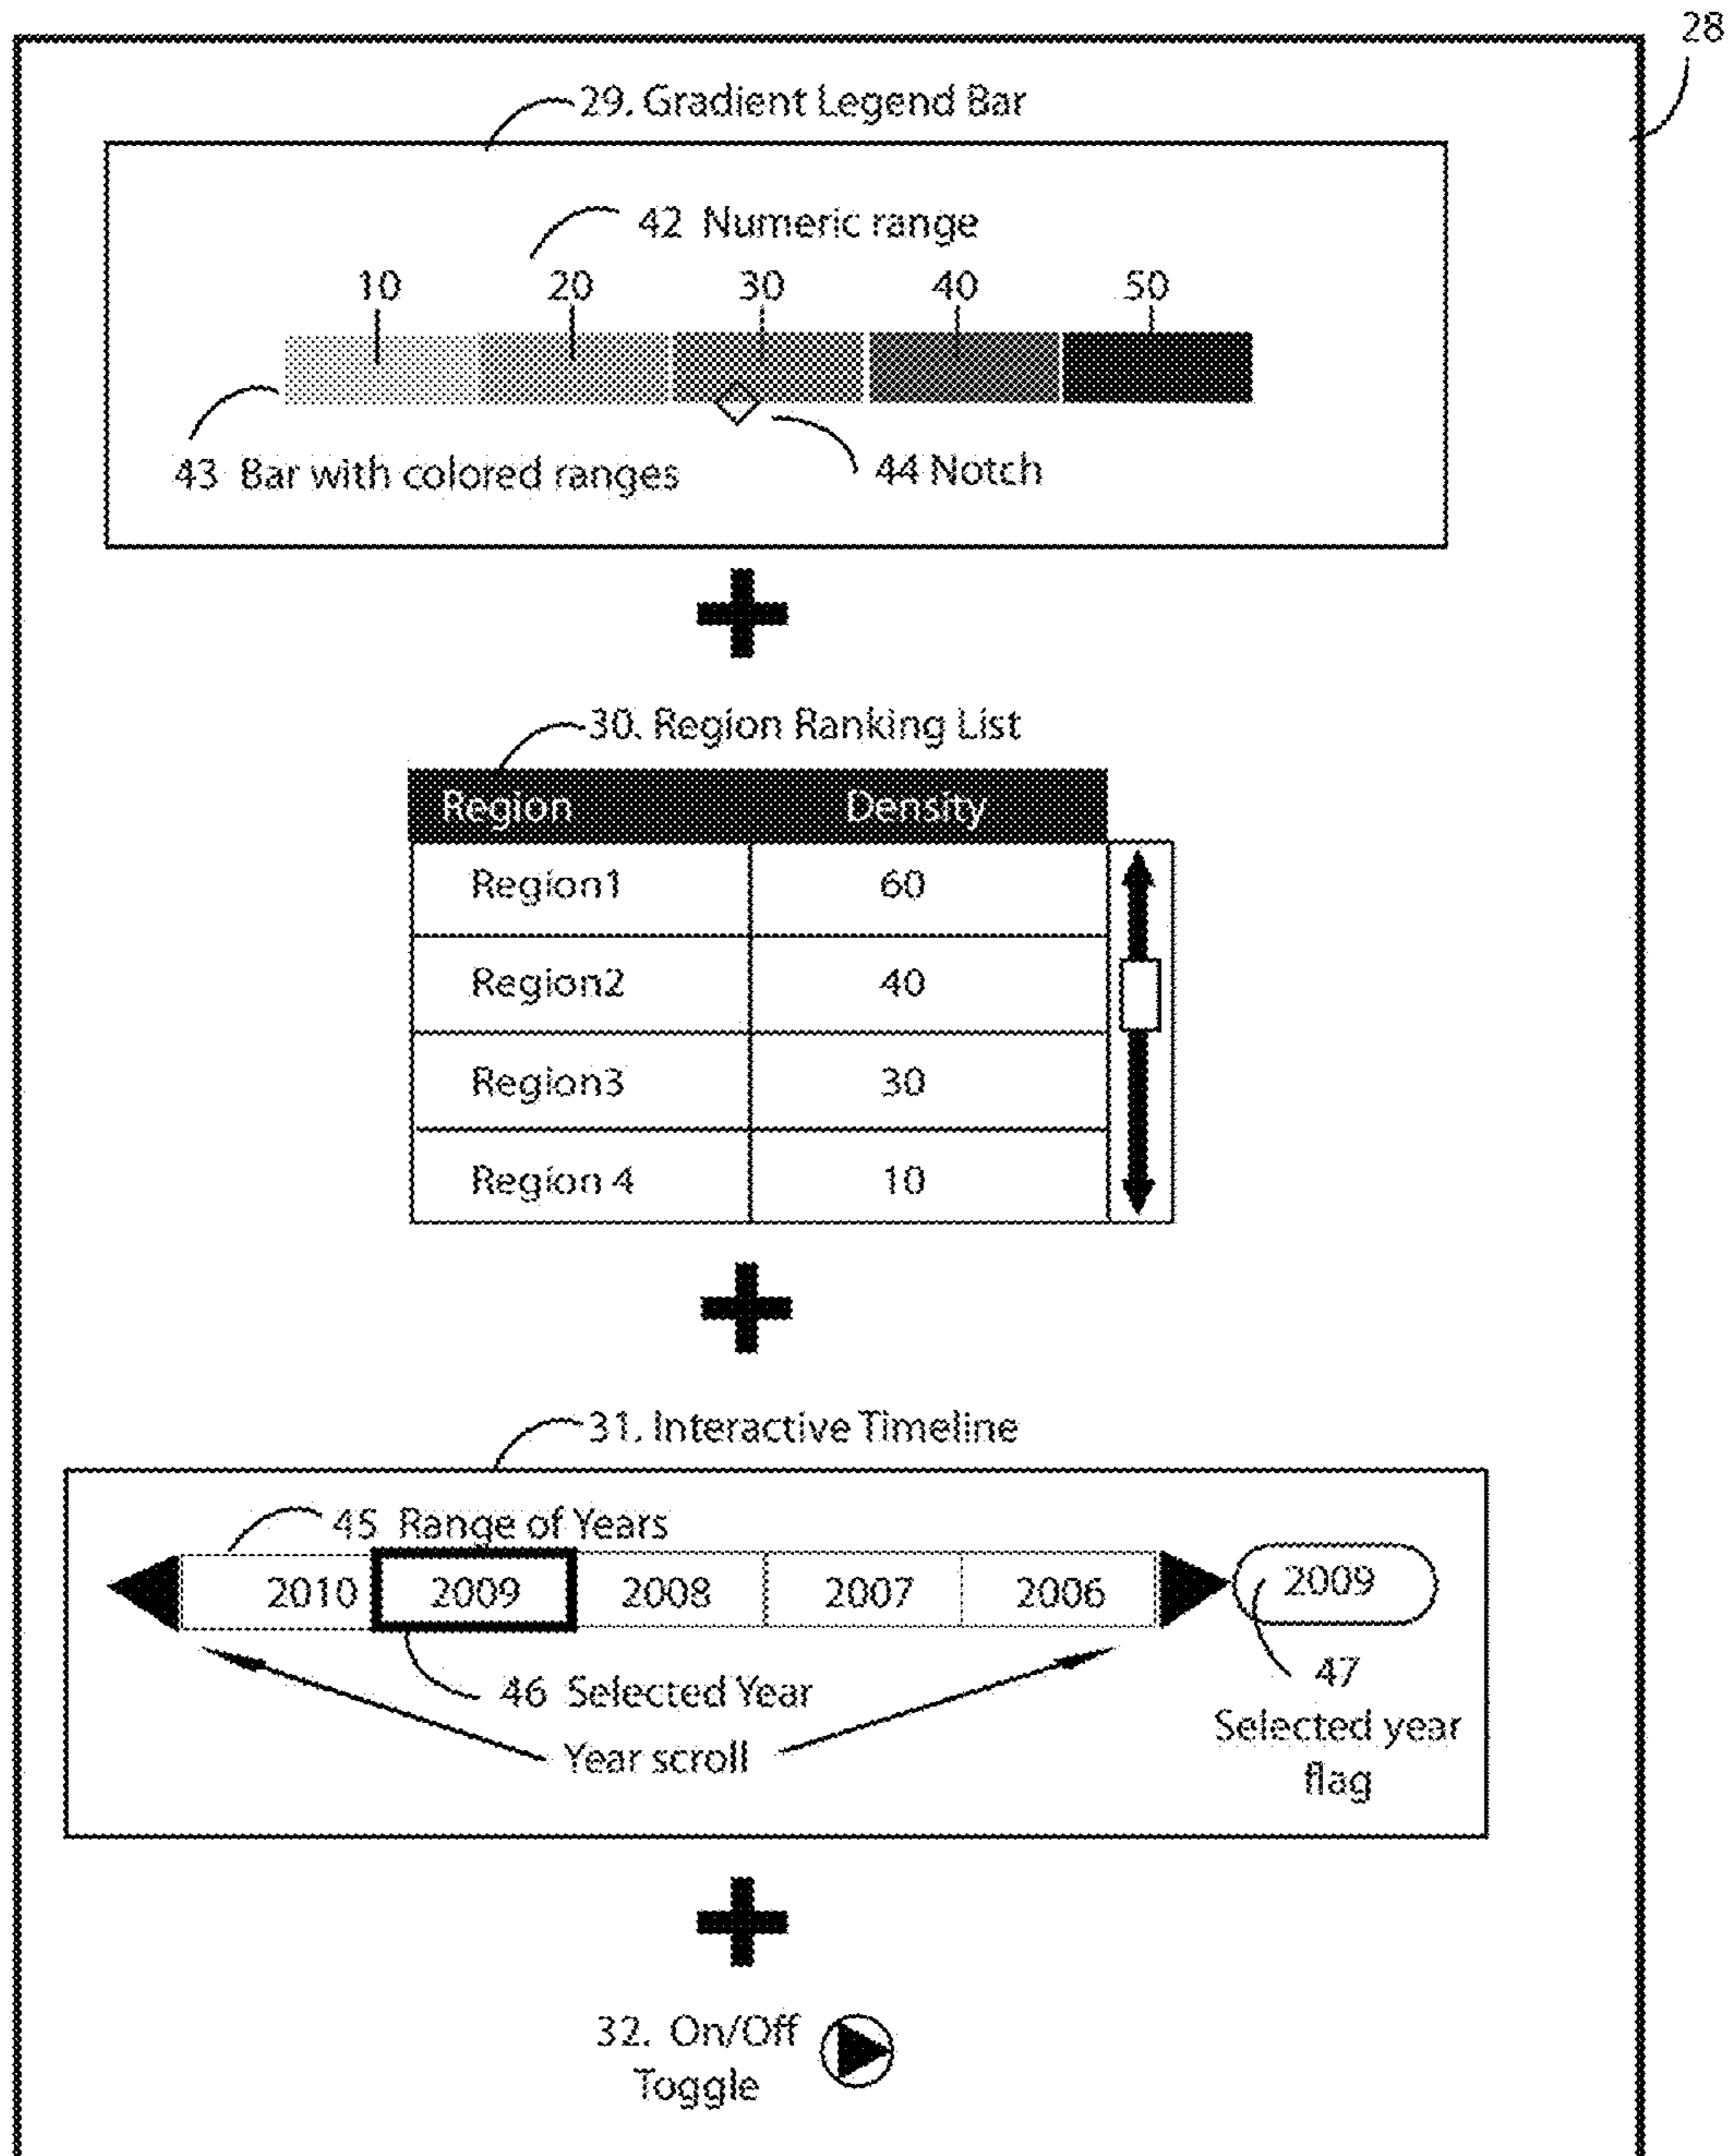 28
29. Gradient Legend Bar
42 Numeric range
10 20 30 40 50
43 Bar with colored ranges
44 Notch
30. Region Ranking List
Region Density
Region1 60
Region2 40
Region3 30
Region 4 10
31. Interactive Timeline
45 Range of Years
2010 2009 2008 2007 2006 2009
46 Selected Year
47
Selected year
flag
Year scroll
32. On/Off
Toggle